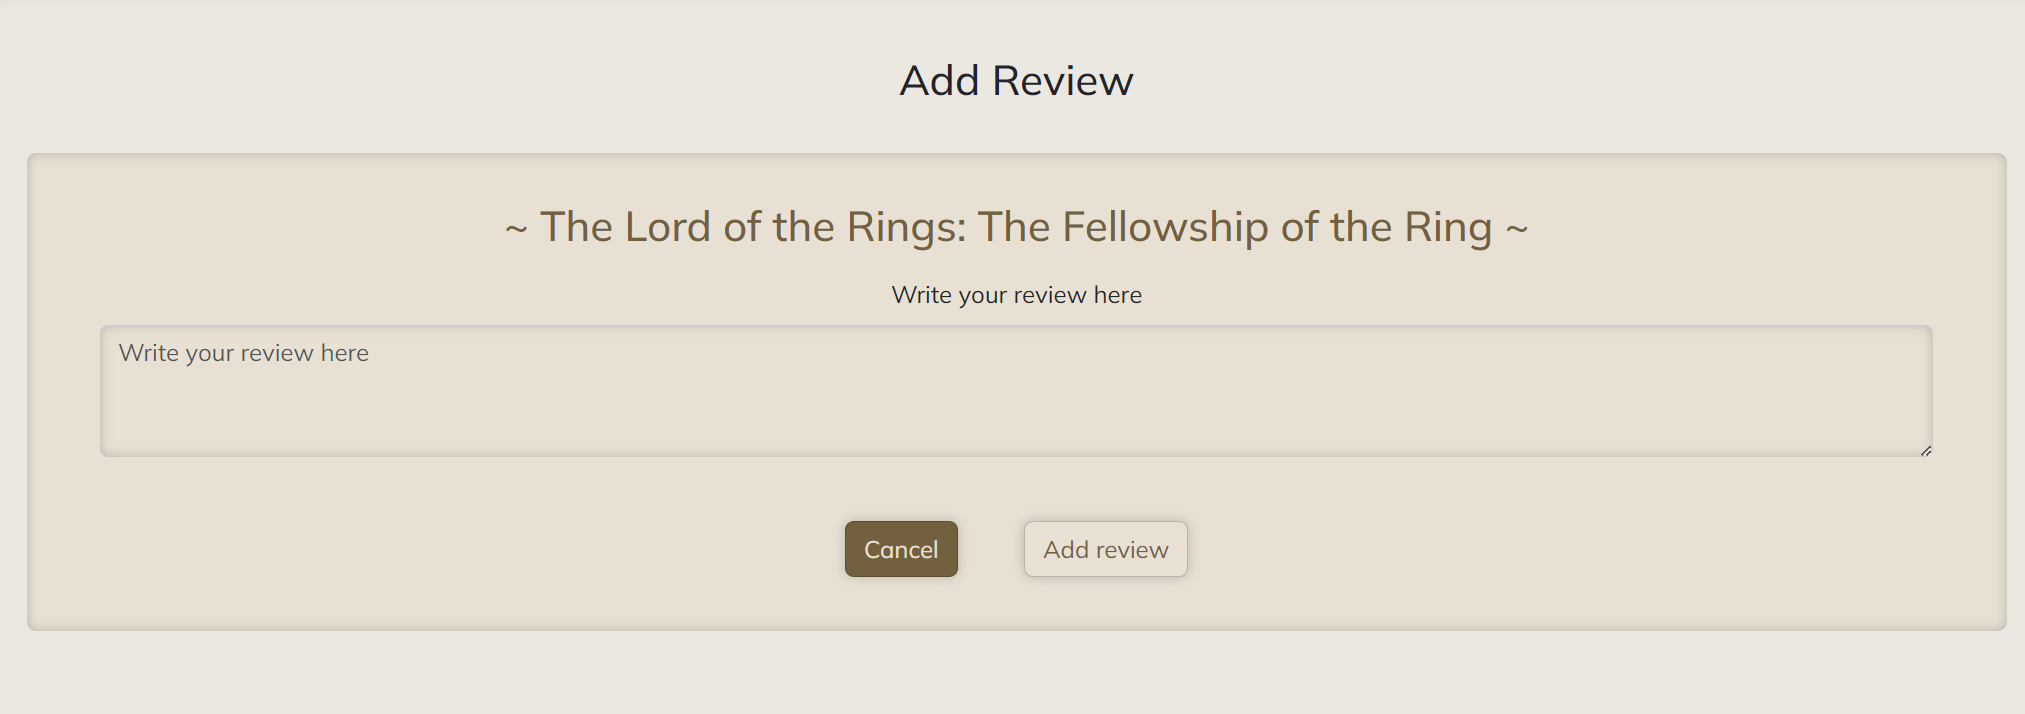 Add Review
~ The Lord of the Rings: The Fellowship of the Ring ~
Write your review here
Write your review here
Cancel
Add review